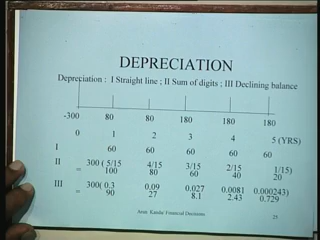 DEPRECIATION
Depreciation : I Straight line ; II Sum of digits ; III Declining balance
-300 80 80 180 180 180
0 1 2 3 4 5 (YRS)
I 60 60 60 60 60
II 300 ( 5/15 4/15 3/15 2/15 1/15)
= 100 80 60 40 20
III 300( 0.3 0.09 0.027 0.0081 0.000243)
= 90 27 8.1 2.43 0.729
Arun Kanda/ Financial Decisions
25